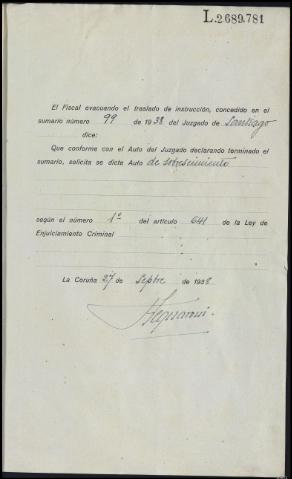 L.2689.781
El Fiscal evacuando el traslado de instrucción, concedido en el
sumario número 99 de 1938 del Juzgado de Santiago
dice:
Que conforme con el Auto del Juzgado declarando terminado el
sumario, solicita se dicte Auto de sobreseimiento
según el número 1º del artículo 641 de la Ley de
Enjuiciamiento Criminal
La Coruña 27 de Septre de 1938.